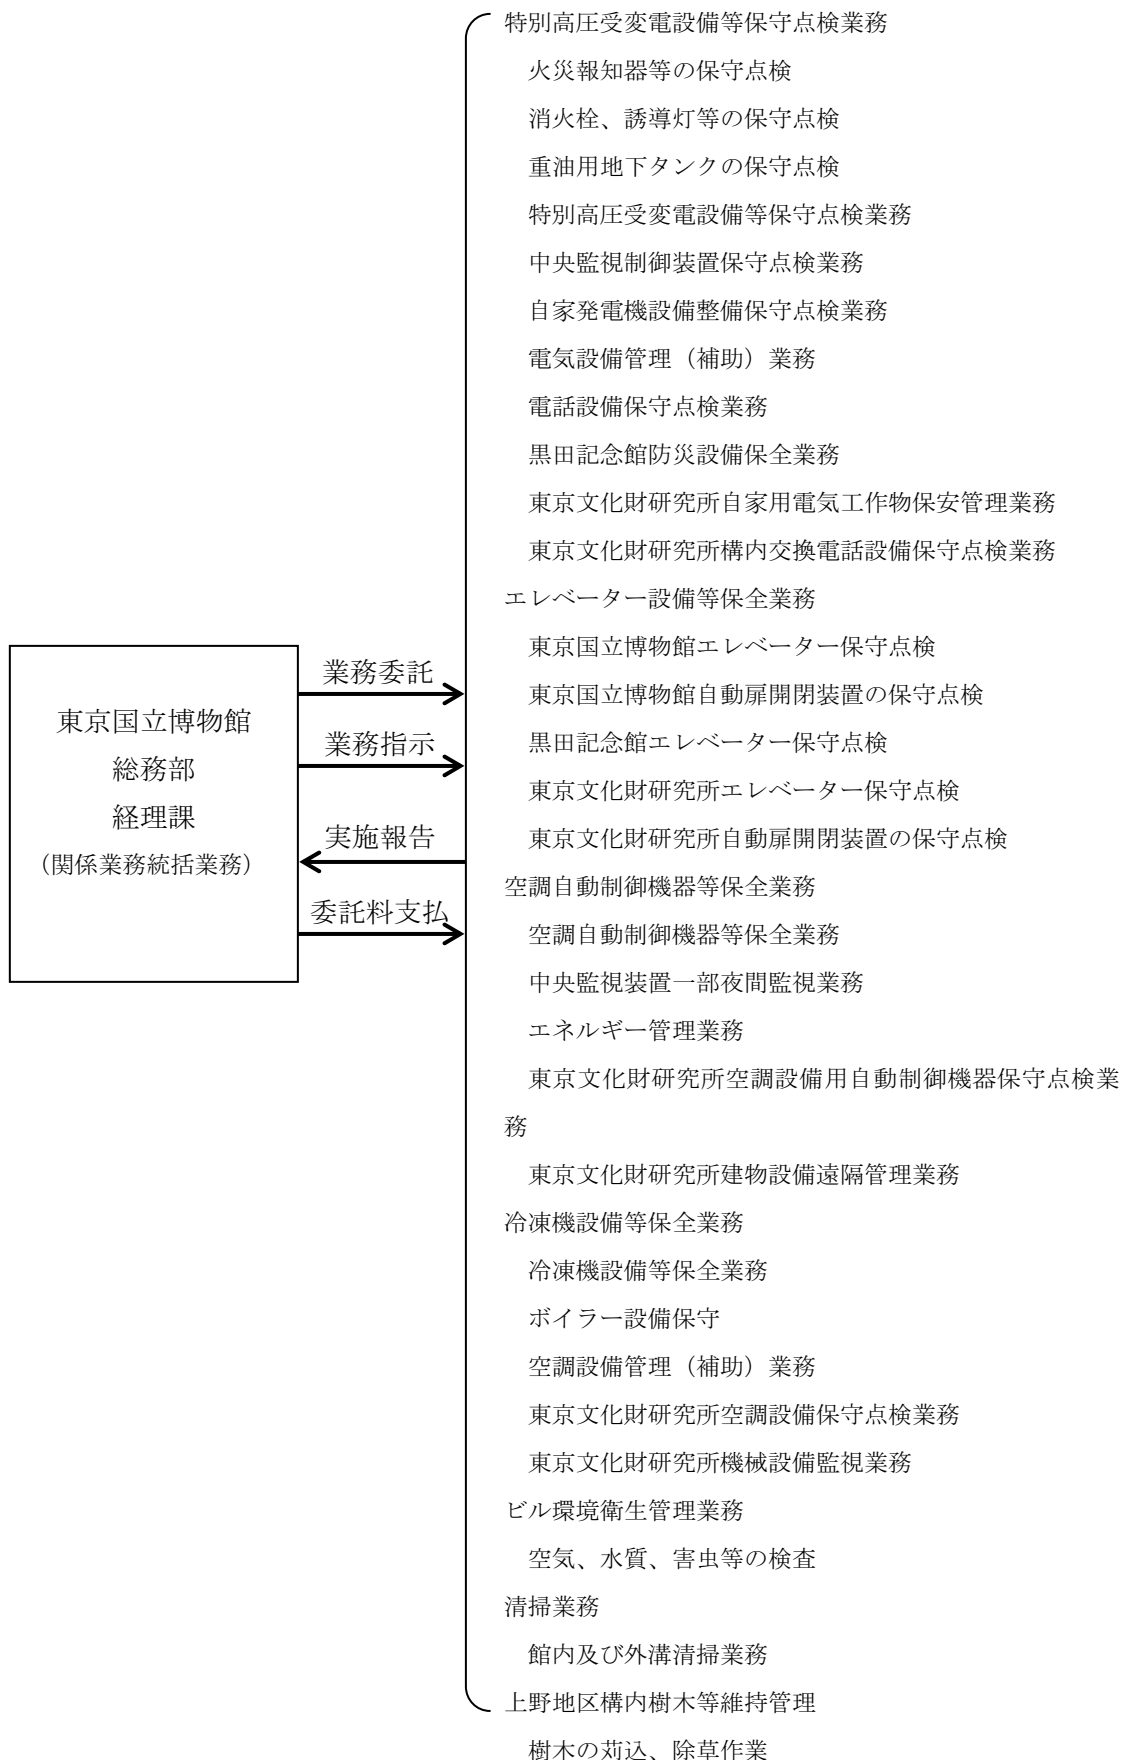 東京国立博物館
総務部
経理課
（関係業務統括業務）
業務委託
業務指示
実施報告
委託料支払
特別高圧受変電設備等保守点検業務
火災報知器等の保守点検
消火栓、誘導灯等の保守点検
重油用地下タンクの保守点検
特別高圧受変電設備等保守点検業務
中央監視制御装置保守点検業務
自家発電機設備整備保守点検業務
電気設備管理（補助）業務
電話設備保守点検業務
黒田記念館防災設備保全業務
東京文化財研究所自家用電気工作物保安管理業務
東京文化財研究所構内交換電話設備保守点検業務
エレベーター設備等保全業務
東京国立博物館エレベーター保守点検
東京国立博物館自動扉開閉装置の保守点検
黒田記念館エレベーター保守点検
東京文化財研究所エレベーター保守点検
東京文化財研究所自動扉開閉装置の保守点検
空調自動制御機器等保全業務
空調自動制御機器等保全業務
中央監視装置一部夜間監視業務
エネルギー管理業務
東京文化財研究所空調設備用自動制御機器保守点検業
務
東京文化財研究所建物設備遠隔管理業務
冷凍機設備等保全業務
冷凍機設備等保全業務
ボイラー設備保守
空調設備管理（補助）業務
東京文化財研究所空調設備保守点検業務
東京文化財研究所機械設備監視業務
ビル環境衛生管理業務
空気、水質、害虫等の検査
清掃業務
館内及び外溝清掃業務
上野地区構内樹木等維持管理
樹木の苅込、除草作業